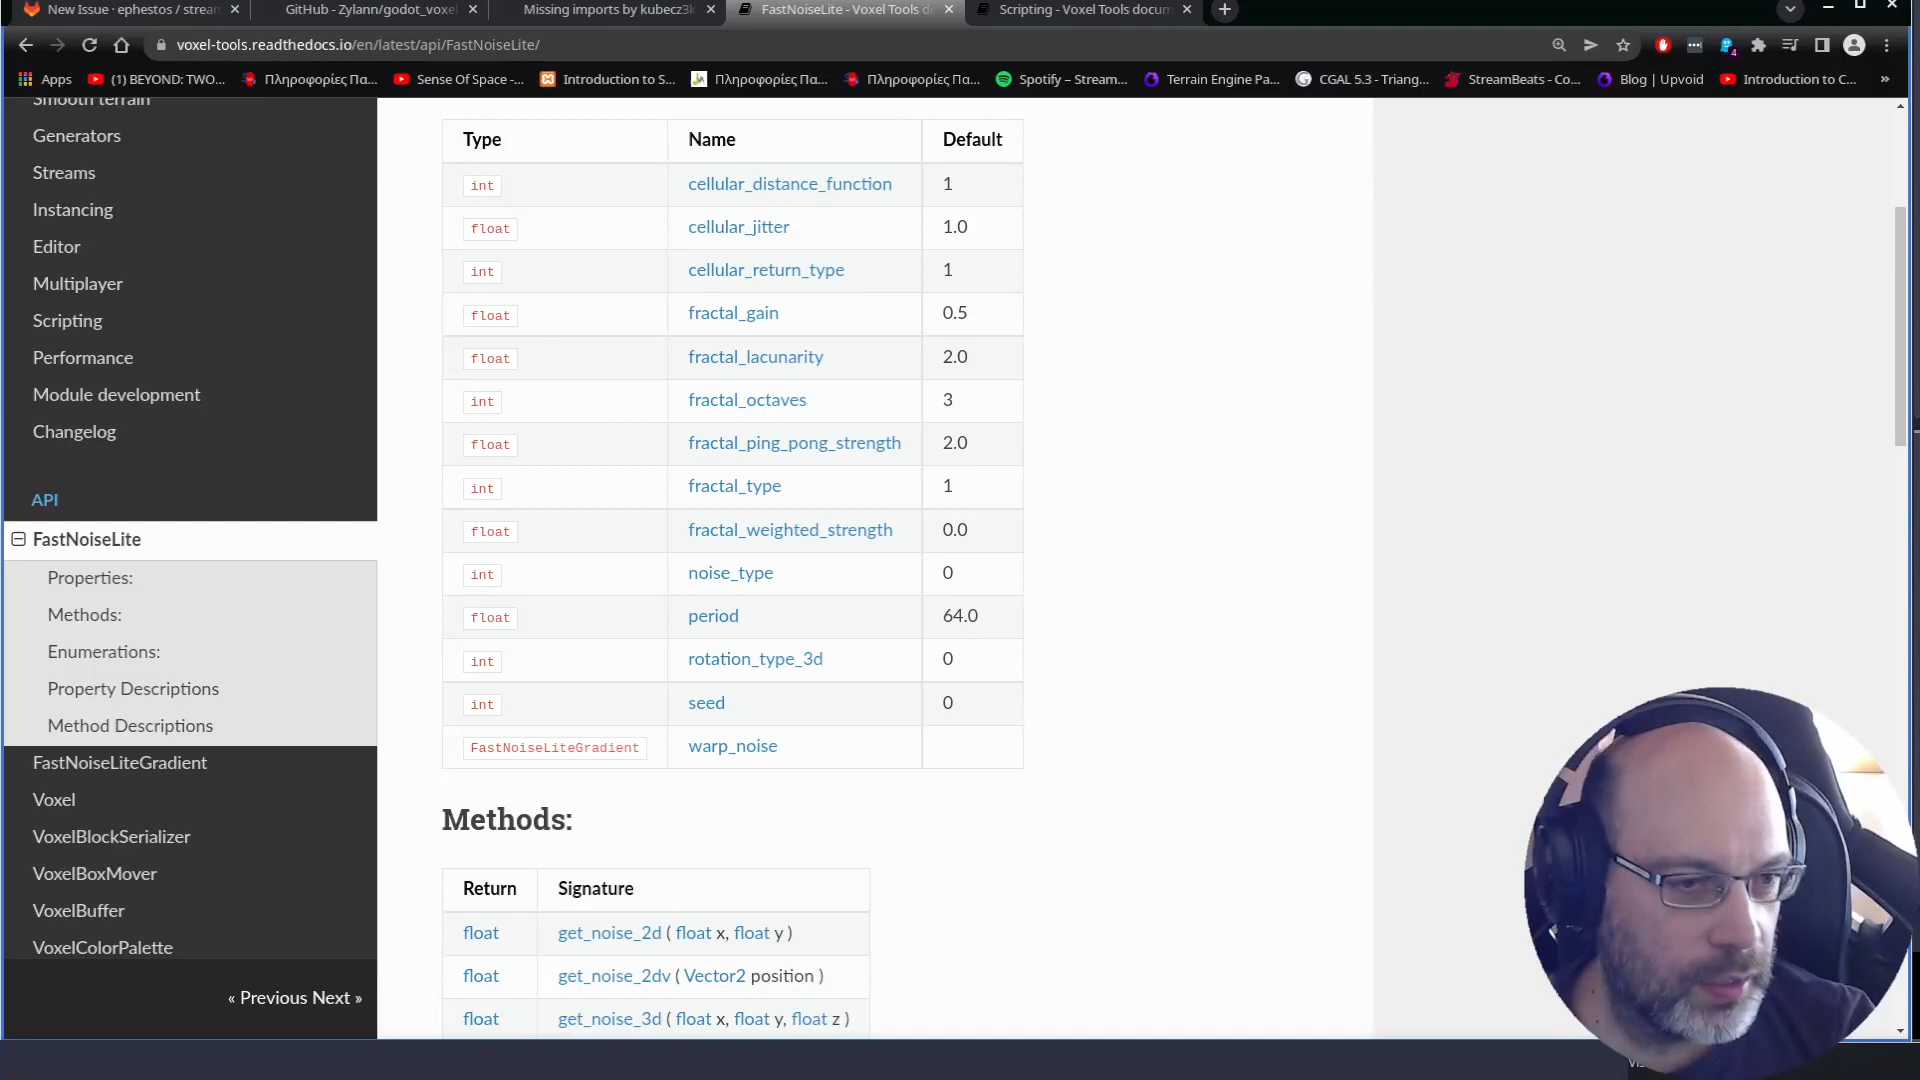 New Issue · ephestos / strean
GitHub - Zylann/godot_voxel
Missing imports by kubecz3k
FastNoiseLite - Voxel Tools do
Scripting - Voxel Tools docum
voxel-tools.readthedocs.io/en/latest/api/FastNoiseLite/
4
Apps
(1) BEYOND: TWO...
Πληροφορίες Πα...
Sense Of Space -...
Introduction to S...
Πληροφορίες Πα...
Πληροφορίες Πα...
Spotify – Stream...
Terrain Engine Pa...
CGAL 5.3 - Triang...
StreamBeats - Co...
Blog | Upvoid
Introduction to C...
»
Smooth terrain
Generators
Streams
Instancing
Editor
Multiplayer
Scripting
Performance
Module development
Changelog
API
FastNoiseLite
Properties:
Methods:
Enumerations:
Property Descriptions
Method Descriptions
FastNoiseLiteGradient
Voxel
VoxelBlockSerializer
VoxelBoxMover
VoxelBuffer
VoxelColorPalette
« Previous Next »
Type Name Default
int cellular_distance_function 1
float cellular_jitter 1.0
int cellular_return_type 1
float fractal_gain 0.5
float fractal_lacunarity 2.0
int fractal_octaves 3
float fractal_ping_pong_strength 2.0
int fractal_type 1
float fractal_weighted_strength 0.0
int noise_type 0
float period 64.0
int rotation_type_3d 0
int seed 0
FastNoiseLiteGradient warp_noise
Methods:
Return Signature
float get_noise_2d ( float x, float y )
float get_noise_2dv ( Vector2 position )
float get_noise_3d ( float x, float y, float z )